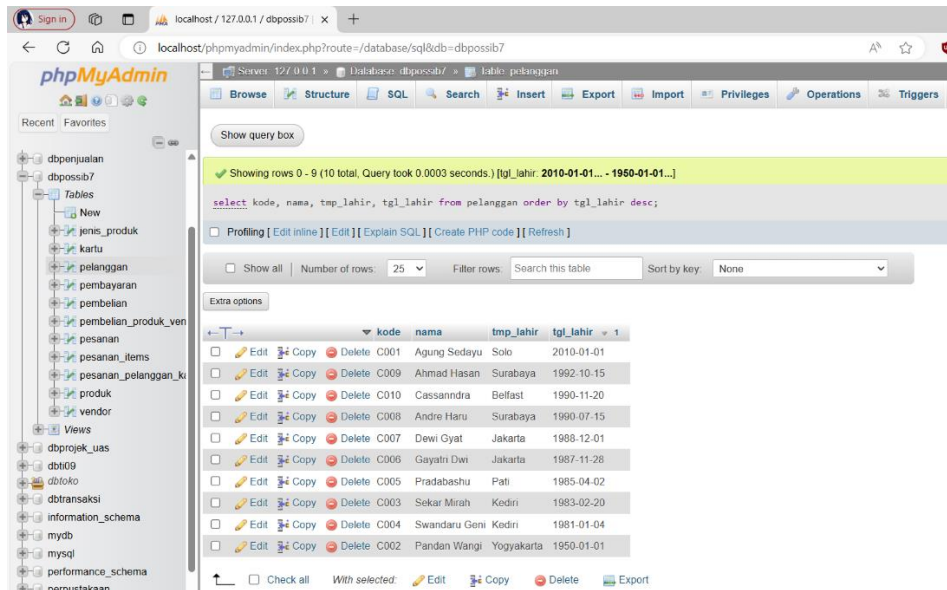 Sign in
localhost / 127.0.0.1 / dbpossib7 |
localhost/phpmyadmin/index.php?route=/database/sql&db=dbpossib7
phpMyAdmin
Recent Favorites
dbpenjualan
dbpossib7
Tables
New
jenis_produk
kartu
pelanggan
pembayaran
pembelian
pembelian_produk_ven
pesanan
pesanan_items
pesanan_pelanggan_ka
produk
vendor
Views
dbprojek_uas
dbti09
dbtoko
dbtransaksi
information_schema
mydb
mysql
performance_schema
perpustakaan
Server: 127.0.0.1 » Database: dbpossib7 » Table: pelanggan
Browse Structure SQL Search Insert Export Import Privileges Operations Triggers
Show query box
Showing rows 0 - 9 (10 total, Query took 0.0003 seconds.) [tgl_lahir: 2010-01-01... - 1950-01-01...]
select kode, nama, tmp_lahir, tgl_lahir from pelanggan order by tgl_lahir desc;
Profiling [ Edit inline ] [ Edit ] [ Explain SQL ] [ Create PHP code ] [ Refresh ]
Show all | Number of rows: 25 Filter rows: Search this table Sort by key: None
Extra options
kode nama tmp_lahir tgl_lahir 1
Edit Copy Delete C001 Agung Sedayu Solo 2010-01-01
Edit Copy Delete C009 Ahmad Hasan Surabaya 1992-10-15
Edit Copy Delete C010 Cassanndra Belfast 1990-11-20
Edit Copy Delete C008 Andre Haru Surabaya 1990-07-15
Edit Copy Delete C007 Dewi Gyat Jakarta 1988-12-01
Edit Copy Delete C006 Gayatri Dwi Jakarta 1987-11-28
Edit Copy Delete C005 Pradabashu Pati 1985-04-02
Edit Copy Delete C003 Sekar Mirah Kediri 1983-02-20
Edit Copy Delete C004 Swandaru Geni Kediri 1981-01-04
Edit Copy Delete C002 Pandan Wangi Yogyakarta 1950-01-01
Check all With selected: Edit Copy Delete Export